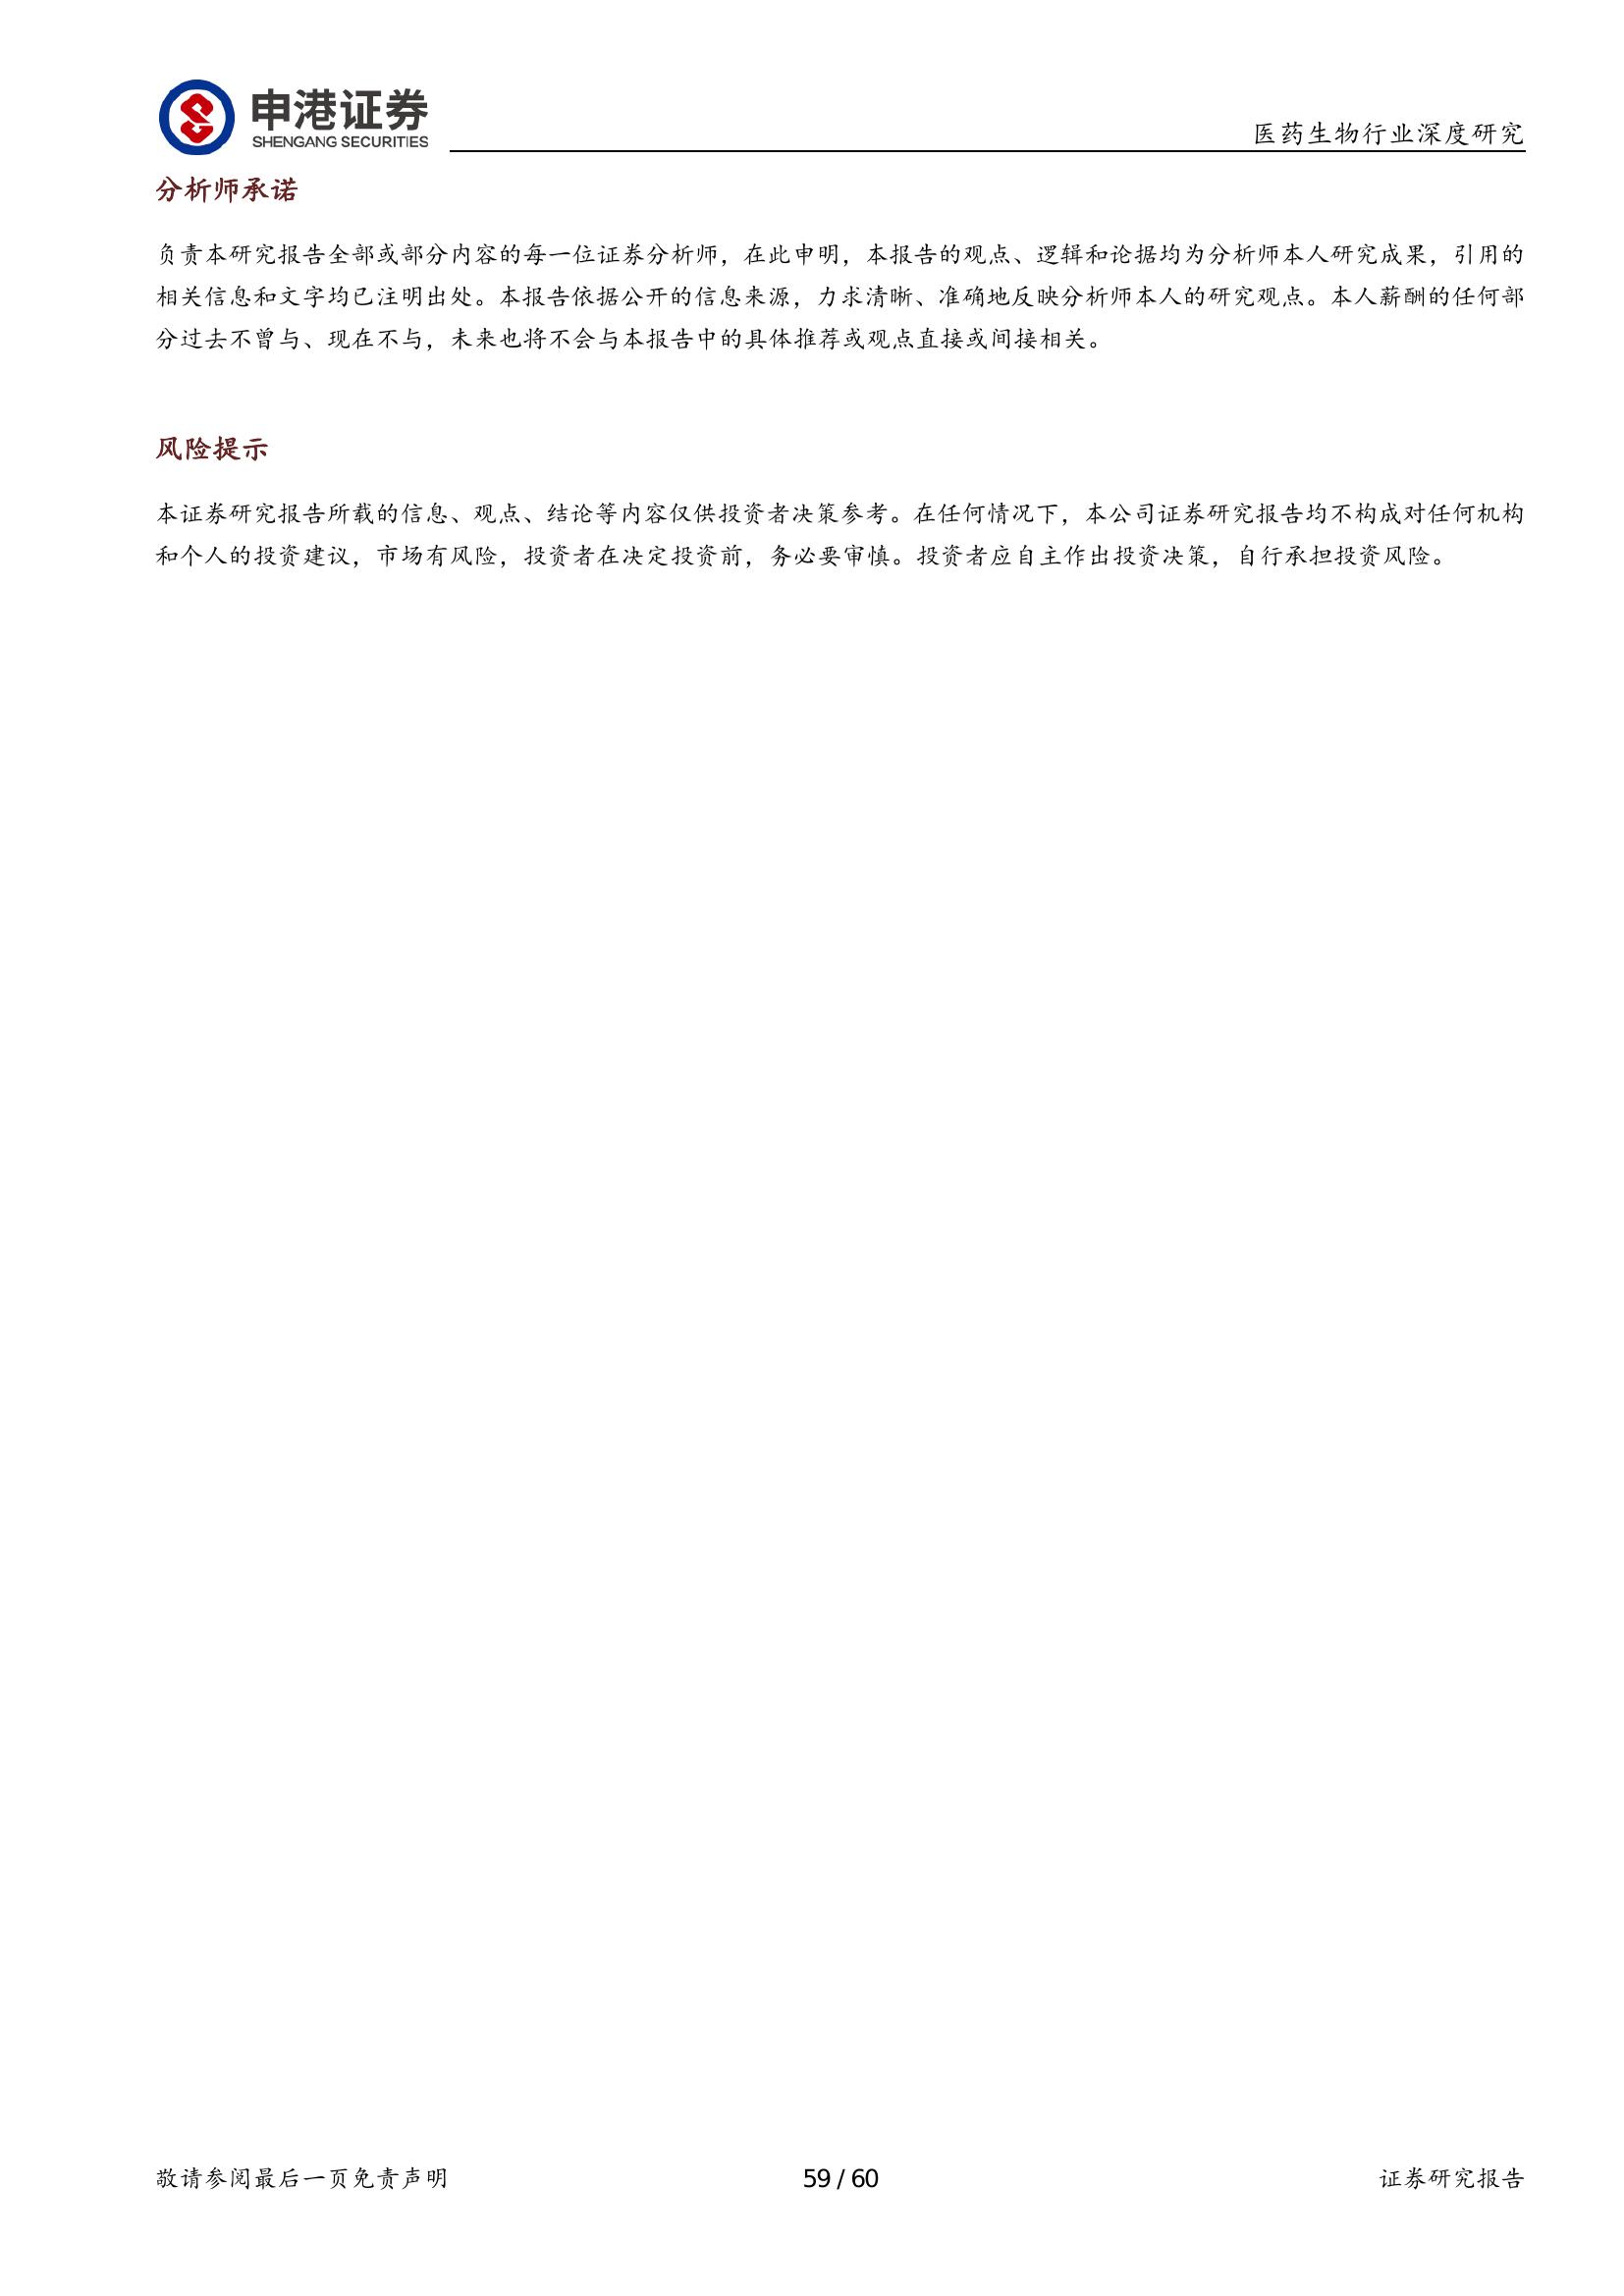 申港证券
SHENGANG SECURITIES
医药生物行业深度研究
分析师承诺
负责本研究报告全部或部分内容的每一位证券分析师，在此申明，本报告的观点、逻辑和论据均为分析师本人研究成果，引用的
相关信息和文字均已注明出处。本报告依据公开的信息来源，力求清晰、准确地反映分析师本人的研究观点。本人薪酬的任何部
分过去不曾与、现在不与，未来也将不会与本报告中的具体推荐或观点直接或间接相关。
风险提示
本证券研究报告所载的信息、观点、结论等内容仅供投资者决策参考。在任何情况下，本公司证券研究报告均不构成对任何机构
和个人的投资建议，市场有风险，投资者在决定投资前，务必要审慎。投资者应自主作出投资决策，自行承担投资风险。
敬请参阅最后一页免责声明
59 / 60
证券研究报告